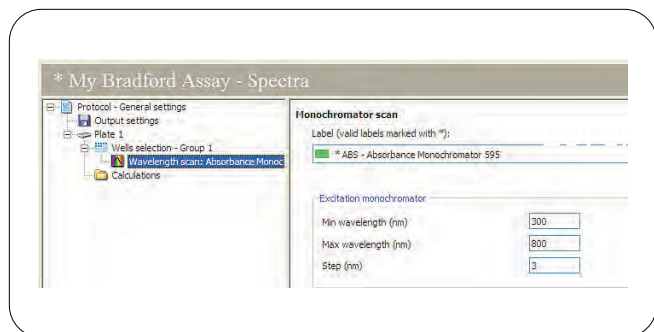 * My Bradford Assay - Spectra
Protocol - General settings
Output settings
Plate 1
Wells selection - Group 1
Wavelength scan: Absorbance Monoc
Calculations
Monochromator scan
Label (valid labels marked with *):
* ABS - Absorbance Monochromator 595
Excitation monochromator
Min wavelength (nm) 300
Max wavelength (nm) 800
Step (nm) 3